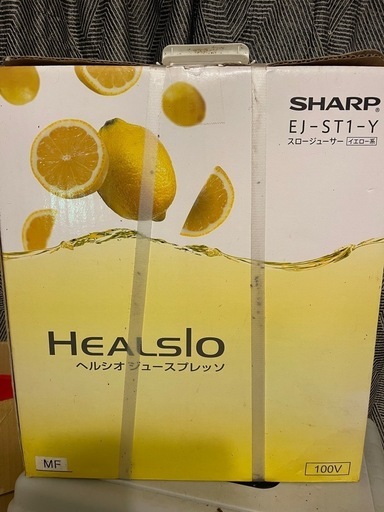 SHARP®
EJ-ST1-Y
スロージューサー イエロー系
HEALSIO
ヘルシオ ジュースプレッソ
MF
100V